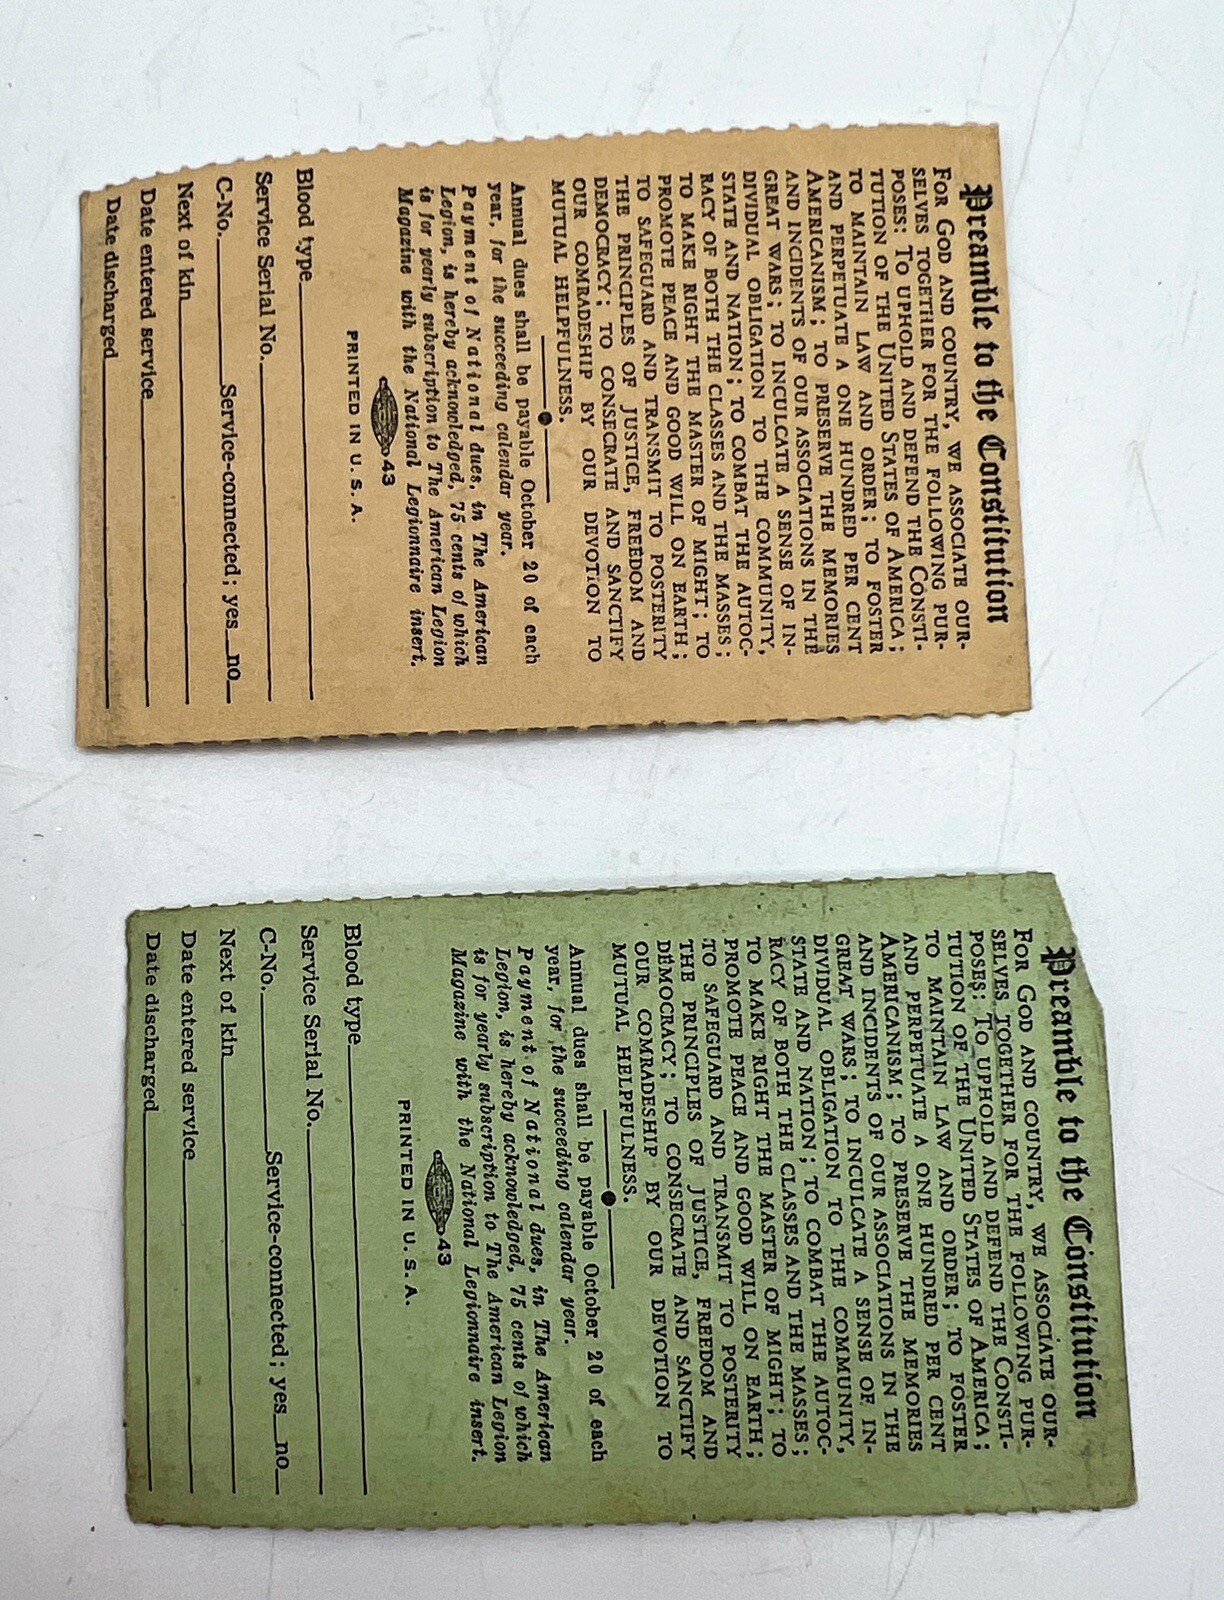 Preamble to the Constitution
FOR GOD AND COUNTRY, WE ASSOCIATE OUR-
SELVES TOGETHER FOR THE FOLLOWING PUR-
POSES: TO UPHOLD AND DEFEND THE CONSTI-
TUTION OF THE UNITED STATES OF AMERICA;
TO MAINTAIN LAW AND ORDER; TO FOSTER
AND PERPETUATE A ONE HUNDRED PER CENT
AMERICANISM; TO PRESERVE THE MEMORIES
AND INCIDENTS OF OUR ASSOCIATIONS IN THE
GREAT WARS; TO INCULCATE A SENSE OF IN-
DIVIDUAL OBLIGATION TO THE COMMUNITY,
STATE AND NATION; TO COMBAT THE AUTOC-
RACY OF BOTH THE CLASSES AND THE MASSES;
TO MAKE RIGHT THE MASTER OF MIGHT; TO
PROMOTE PEACE AND GOOD WILL ON EARTH;
TO SAFEGUARD AND TRANSMIT TO POSTERITY
THE PRINCIPLES OF JUSTICE, FREEDOM AND
DEMOCRACY; TO CONSECRATE AND SANCTIFY
OUR COMRADESHIP BY OUR DEVOTION TO
MUTUAL HELPFULNESS.
Annual dues shall be payable October 20 of each
year, for the succeeding calendar year.
Payment of National dues, in The American
Legion, is hereby acknowledged, 75 cents of which
is for yearly subscription to The American Legion
Magazine with the National Legionnaire insert.
43
PRINTED IN U. S. A.
Blood type
Service Serial No.
C-No. Service-connected; yes no
Next of kin
Date entered service
Date discharged
Preamble to the Constitution
FOR GOD AND COUNTRY, WE ASSOCIATE OUR-
SELVES TOGETHER FOR THE FOLLOWING PUR-
POSES: TO UPHOLD AND DEFEND THE CONSTI-
TUTION OF THE UNITED STATES OF AMERICA;
TO MAINTAIN LAW AND ORDER; TO FOSTER
AND PERPETUATE A ONE HUNDRED PER CENT
AMERICANISM; TO PRESERVE THE MEMORIES
AND INCIDENTS OF OUR ASSOCIATIONS IN THE
GREAT WARS; TO INCULCATE A SENSE OF IN-
DIVIDUAL OBLIGATION TO THE COMMUNITY,
STATE AND NATION; TO COMBAT THE AUTOC-
RACY OF BOTH THE CLASSES AND THE MASSES;
TO MAKE RIGHT THE MASTER OF MIGHT; TO
PROMOTE PEACE AND GOOD WILL ON EARTH;
TO SAFEGUARD AND TRANSMIT TO POSTERITY
THE PRINCIPLES OF JUSTICE, FREEDOM AND
DEMOCRACY; TO CONSECRATE AND SANCTIFY
OUR COMRADESHIP BY OUR DEVOTION TO
MUTUAL HELPFULNESS.
Annual dues shall be payable October 20 of each
year, for the succeeding calendar year.
Payment of National dues, in The American
Legion, is hereby acknowledged, 75 cents of which
is for yearly subscription to The American Legion
Magazine with the National Legionnaire insert.
43
PRINTED IN U. S. A.
Blood type
Service Serial No.
C-No. Service-connected; yes no
Next of kin
Date entered service
Date discharged